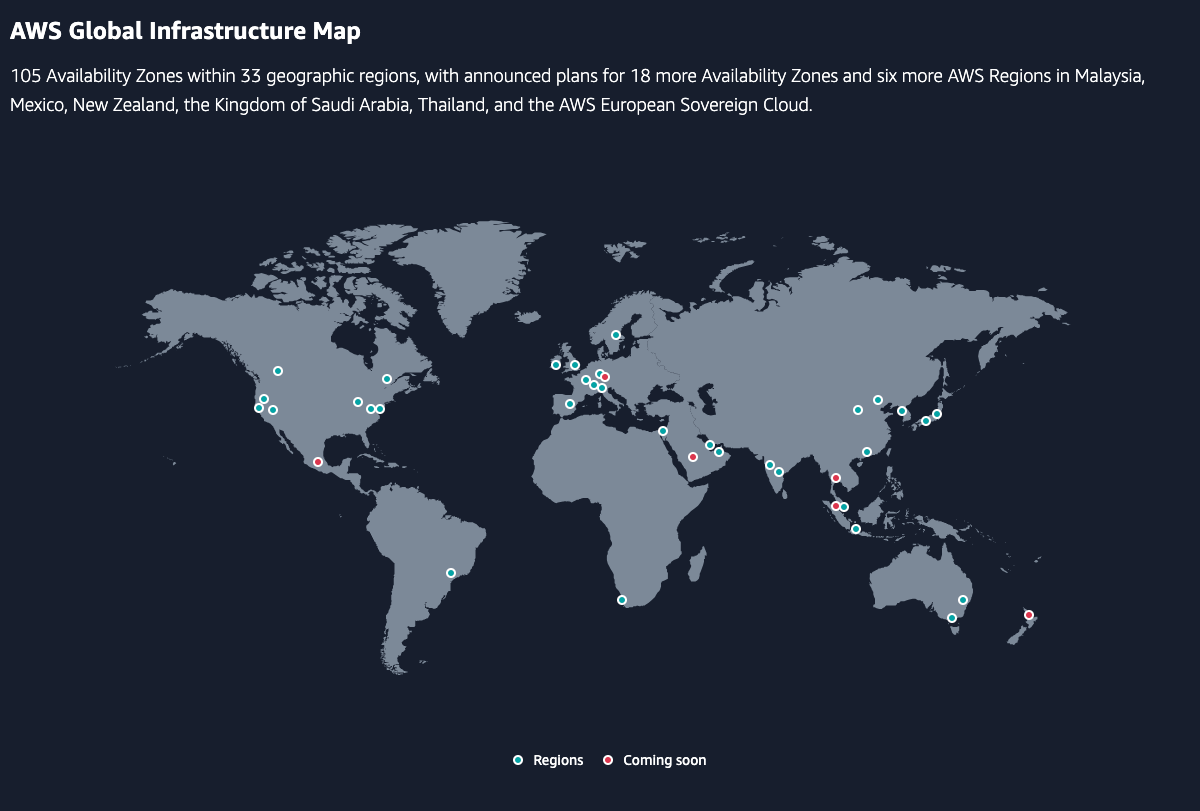 AWS Global Infrastructure Map
105 Availability Zones within 33 geographic regions, with announced plans for 18 more Availability Zones and six more AWS Regions in Malaysia,
Mexico, New Zealand, the Kingdom of Saudi Arabia, Thailand, and the AWS European Sovereign Cloud.
Regions
Coming soon